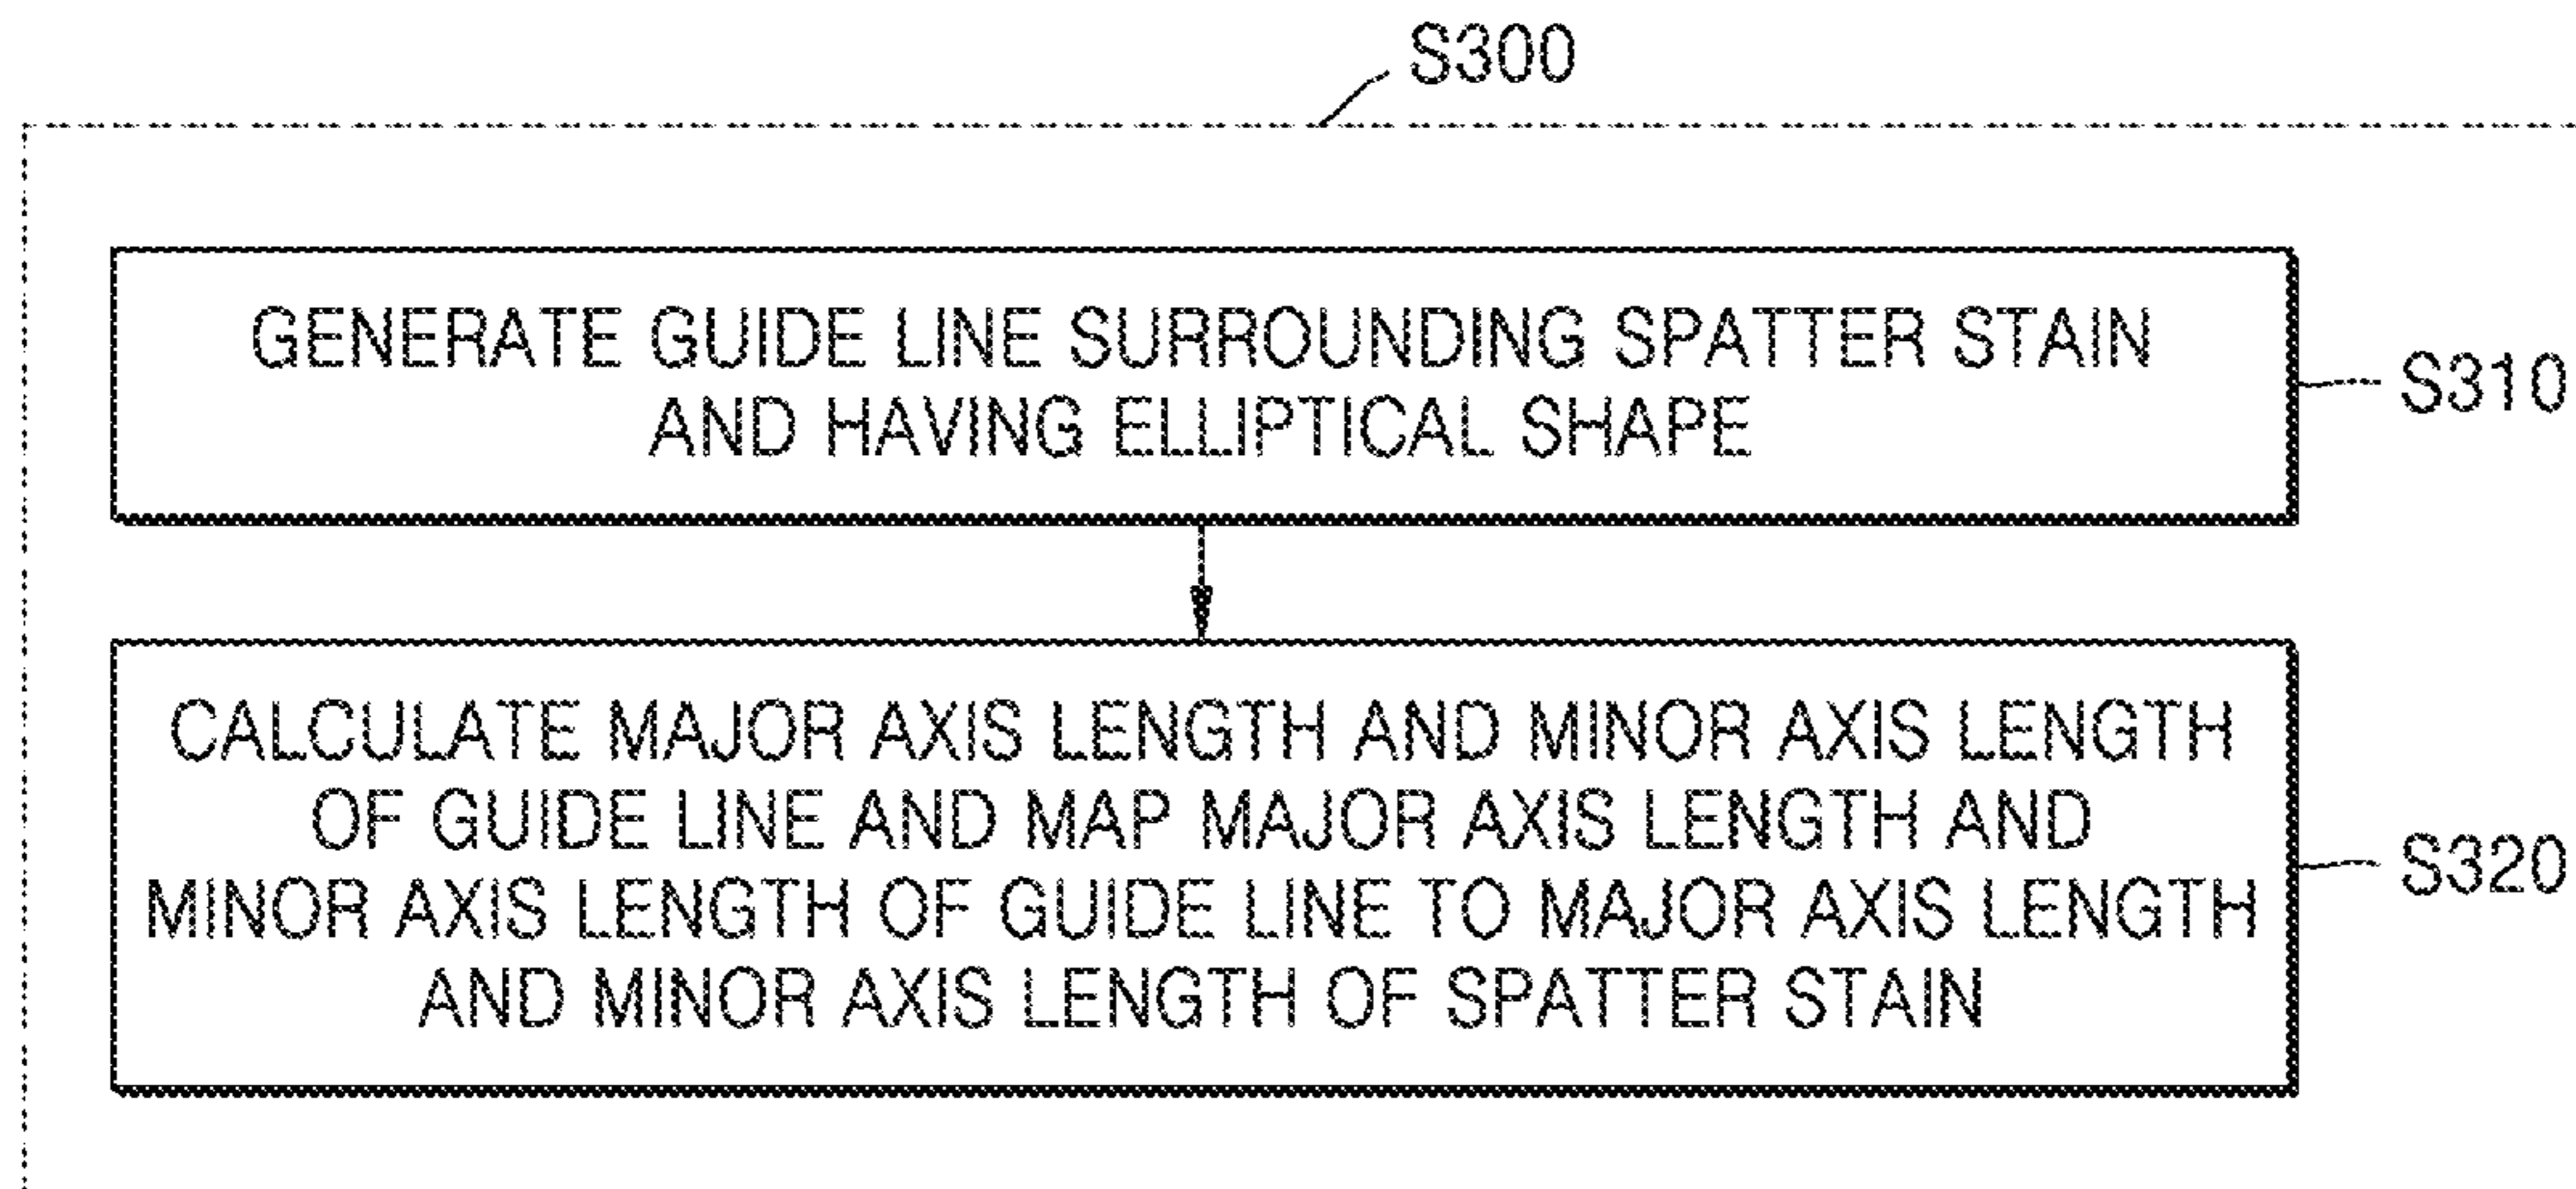 S300
GENERATE GUIDE LINE SURROUNDING SPATTER STAIN
AND HAVING ELLIPTICAL SHAPE
S310
CALCULATE MAJOR AXIS LENGTH AND MINOR AXIS LENGTH
OF GUIDE LINE AND MAP MAJOR AXIS LENGTH AND
MINOR AXIS LENGTH OF GUIDE LINE TO MAJOR AXIS LENGTH
AND MINOR AXIS LENGTH OF SPATTER STAIN
S320